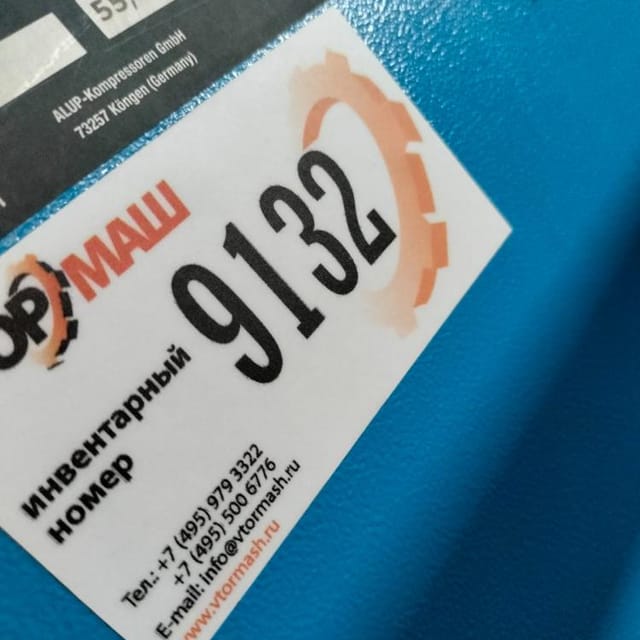 ALUP-Kompressoren GmbH
73257 Köngen (Germany)
ОРМАШ
9132
инвентарный
номер
Тел.: +7 (495) 979 3322
+7 (495) 500 6776
E-mail: info@vtormash.ru
www.vtormash.ru